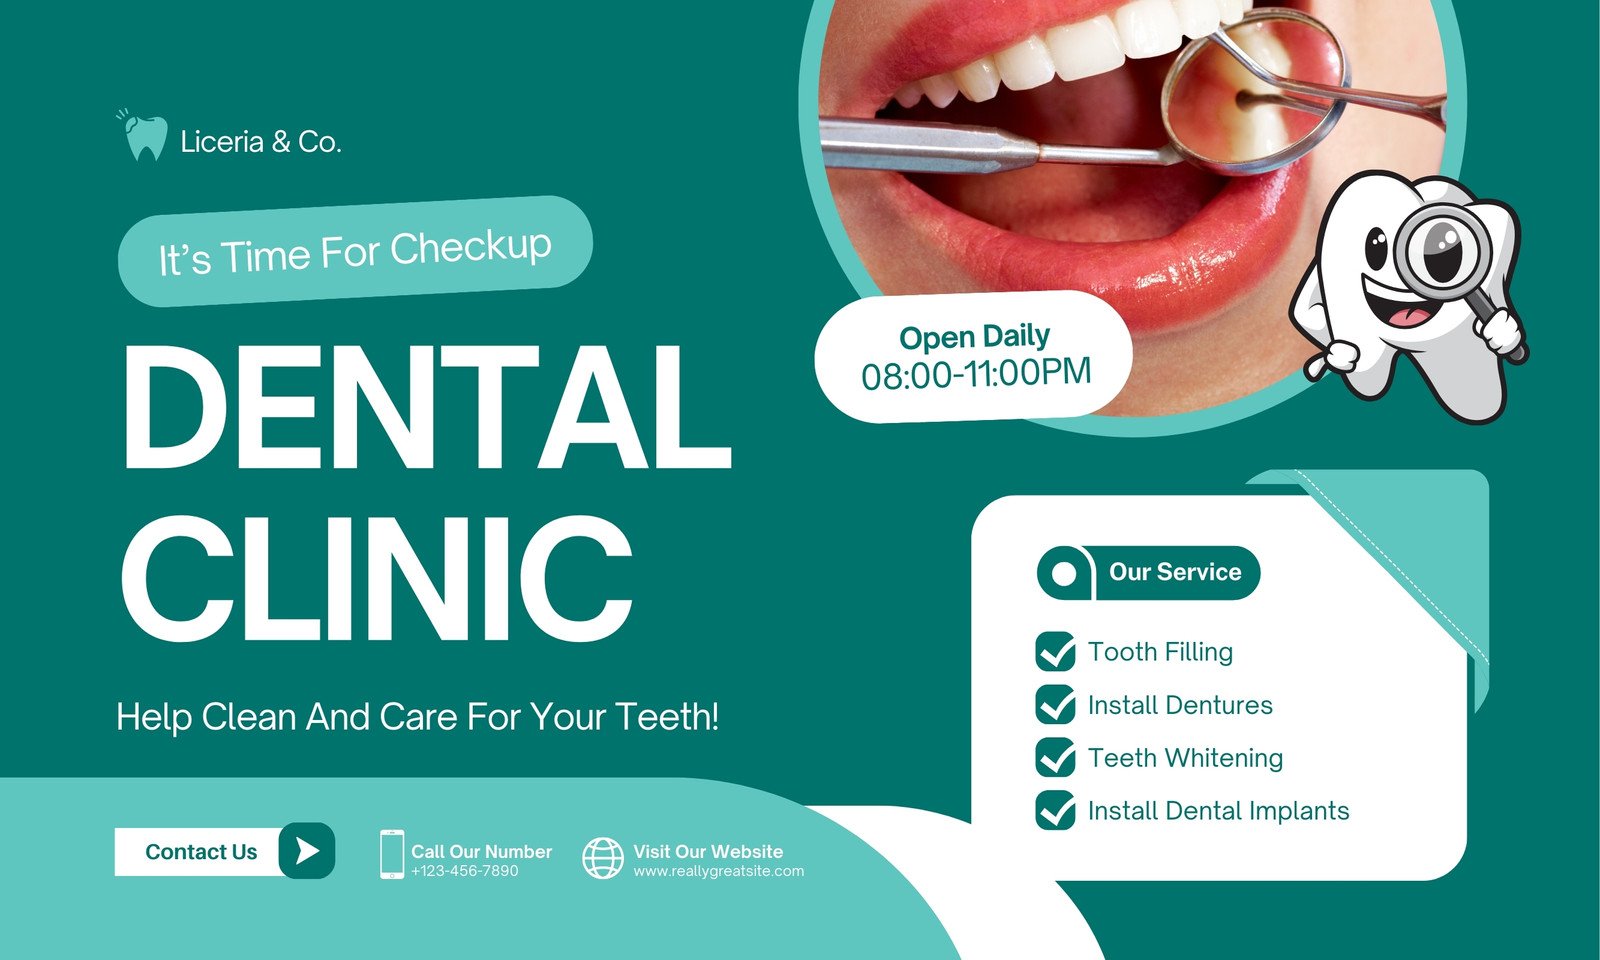 Liceria & Co.
It’s Time For Checkup
DENTAL
CLINIC
Help Clean And Care For Your Teeth!
Open Daily
08:00-11:00PM
Our Service
Tooth Filling
Install Dentures
Teeth Whitening
Install Dental Implants
Contact Us
Call Our Number
+123-456-7890
Visit Our Website
www.reallygreatsite.com